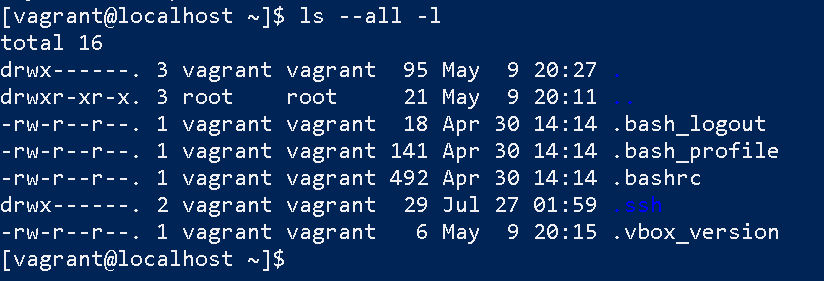 [vagrant@localhost ~]$ ls --all -l
total 16
drwx------. 3 vagrant vagrant  95 May  9 20:27 .
drwxr-xr-x. 3 root    root     21 May  9 20:11 ..
-rw-r--r--. 1 vagrant vagrant  18 Apr 30 14:14 .bash_logout
-rw-r--r--. 1 vagrant vagrant 141 Apr 30 14:14 .bash_profile
-rw-r--r--. 1 vagrant vagrant 492 Apr 30 14:14 .bashrc
drwx------. 2 vagrant vagrant  29 Jul 27 01:59 .ssh
-rw-r--r--. 1 vagrant vagrant   6 May  9 20:15 .vbox_version
[vagrant@localhost ~]$